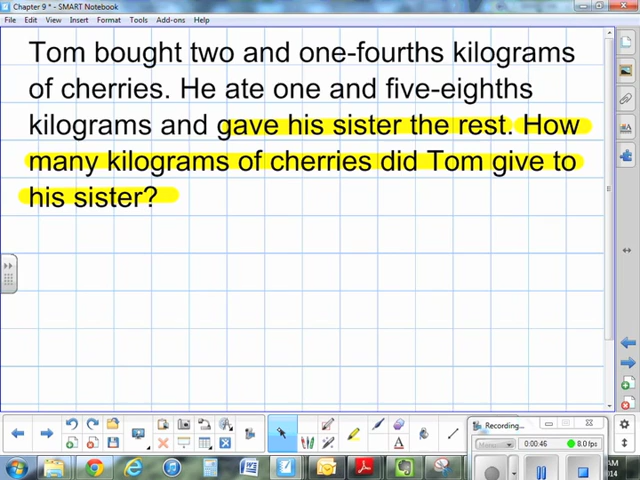 Chapter 9 * - SMART Notebook
File Edit View Insert Format Tools Add-ons Help
Tom bought two and one-fourths kilograms
of cherries. He ate one and five-eighths
kilograms and gave his sister the rest. How
many kilograms of cherries did Tom give to
his sister?
Recording...
Menu
0:00:46
8.0 fps